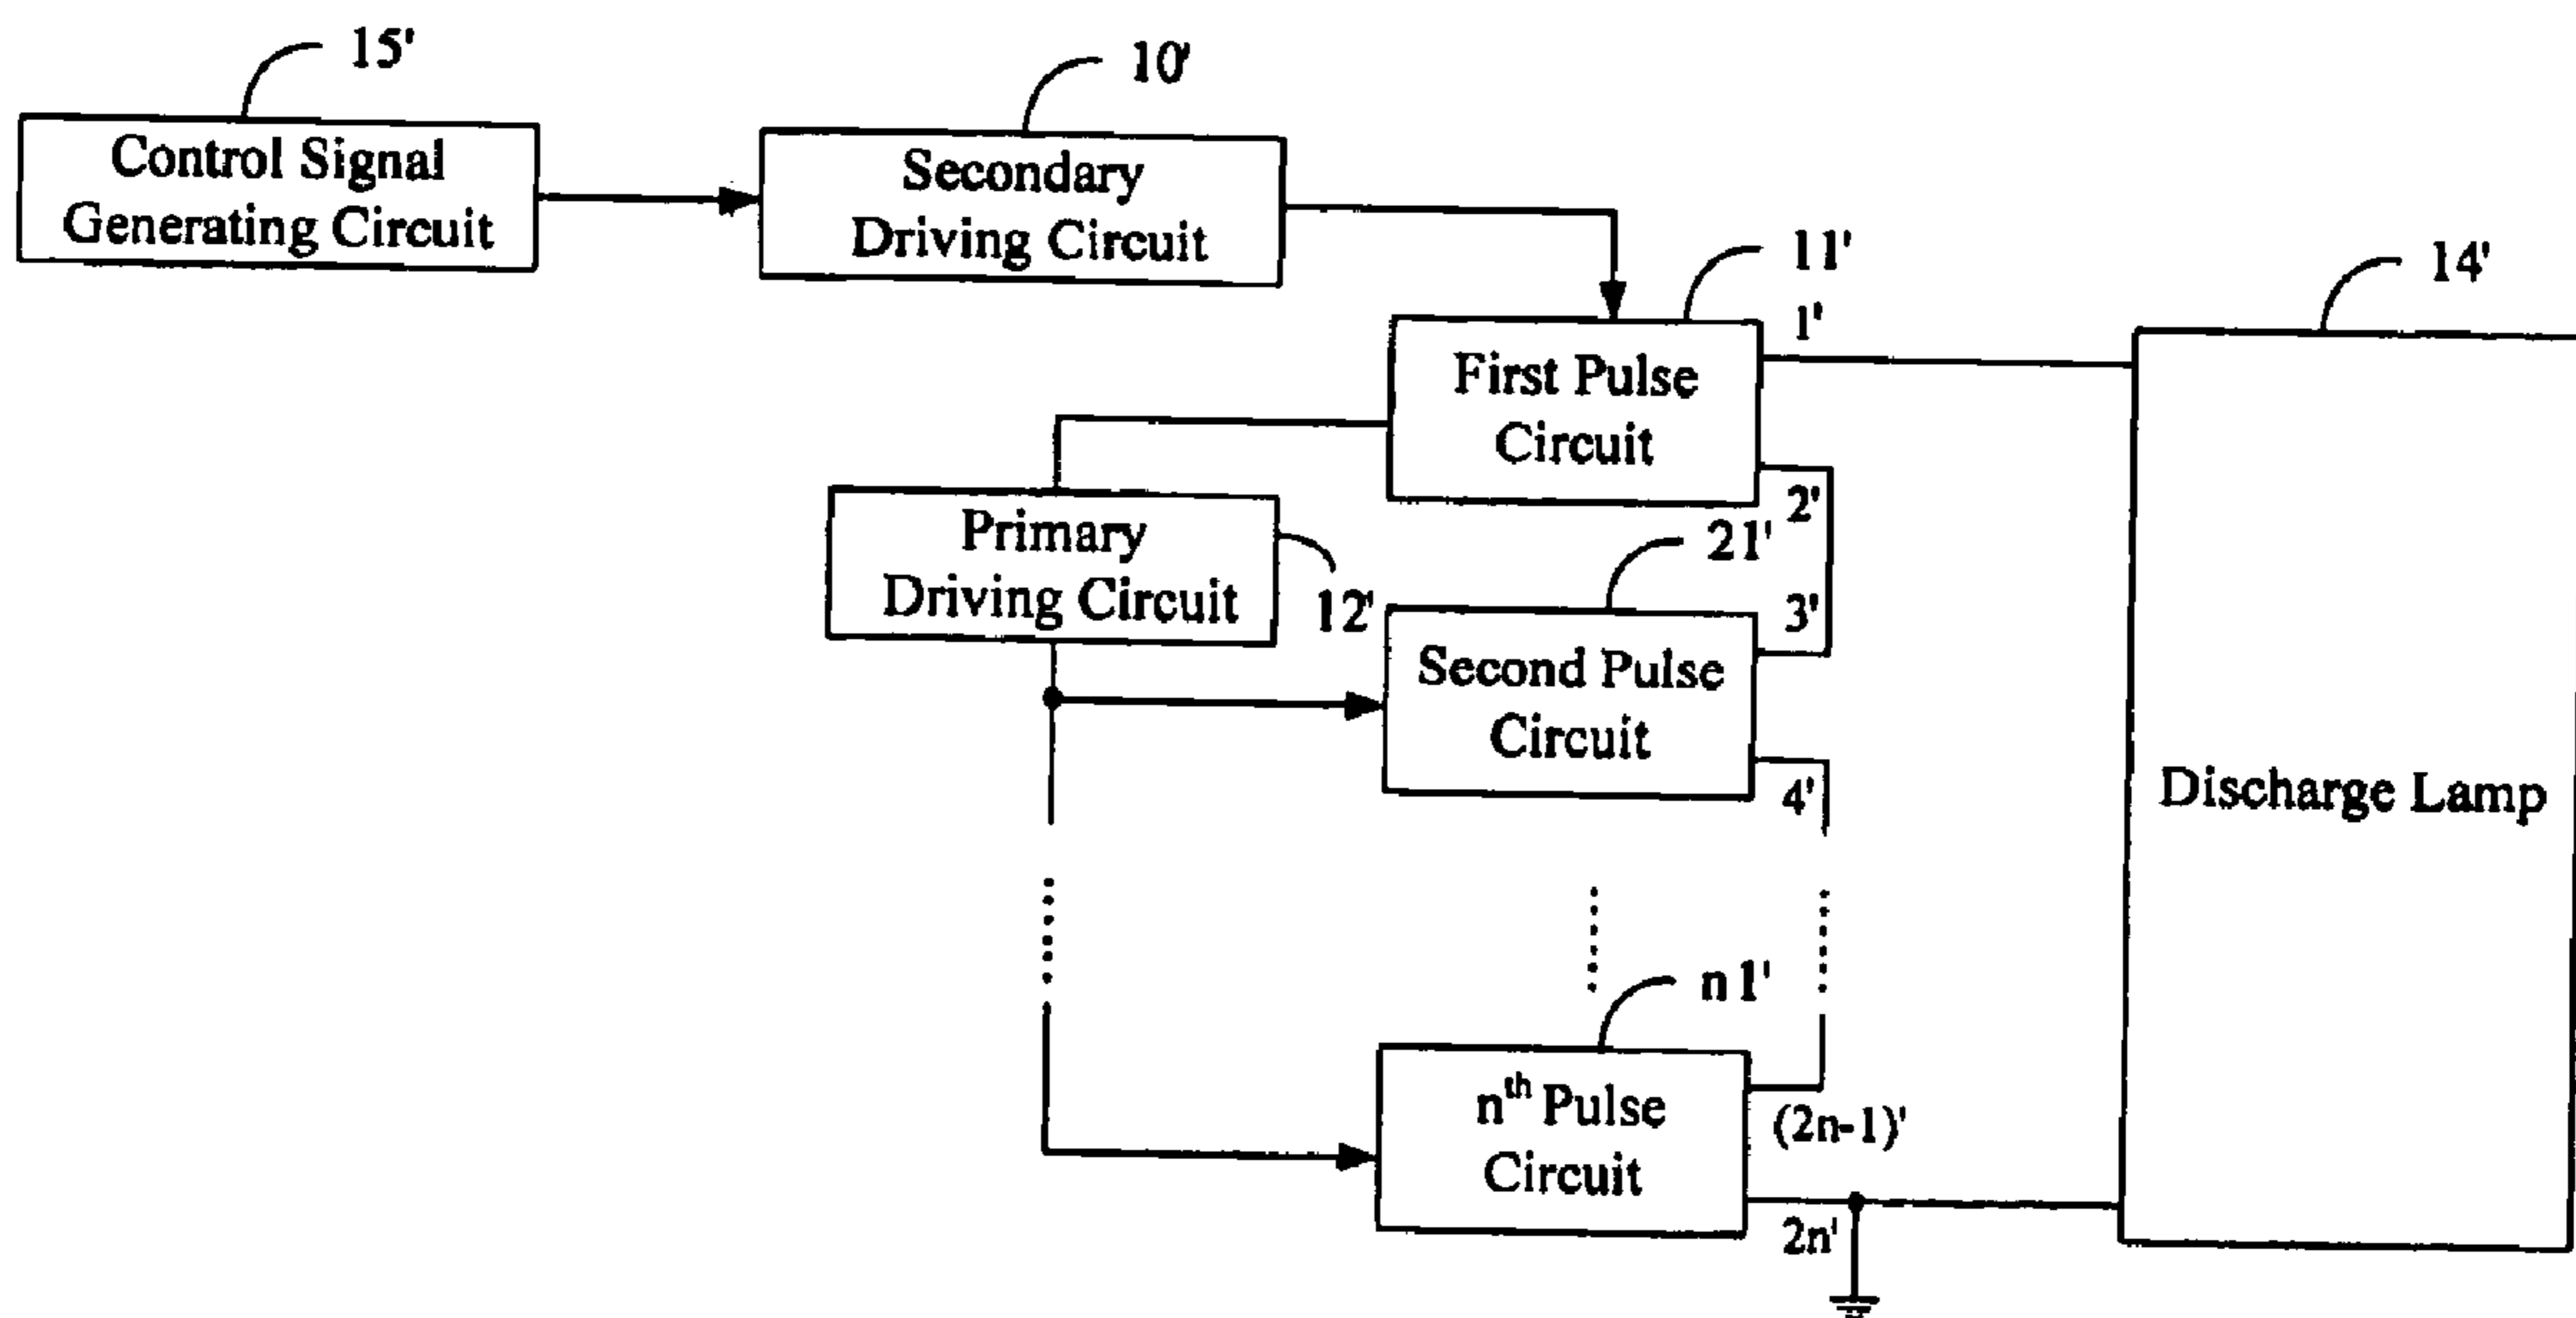 15'
10'
Control Signal
Generating Circuit
Secondary
Driving Circuit
11'
14'
1'
First Pulse
Circuit
2'
Primary
Driving Circuit
12'
21'
3'
Second Pulse
Circuit
4'
Discharge Lamp
n1'
nth Pulse
Circuit
(2n-1)'
2n'